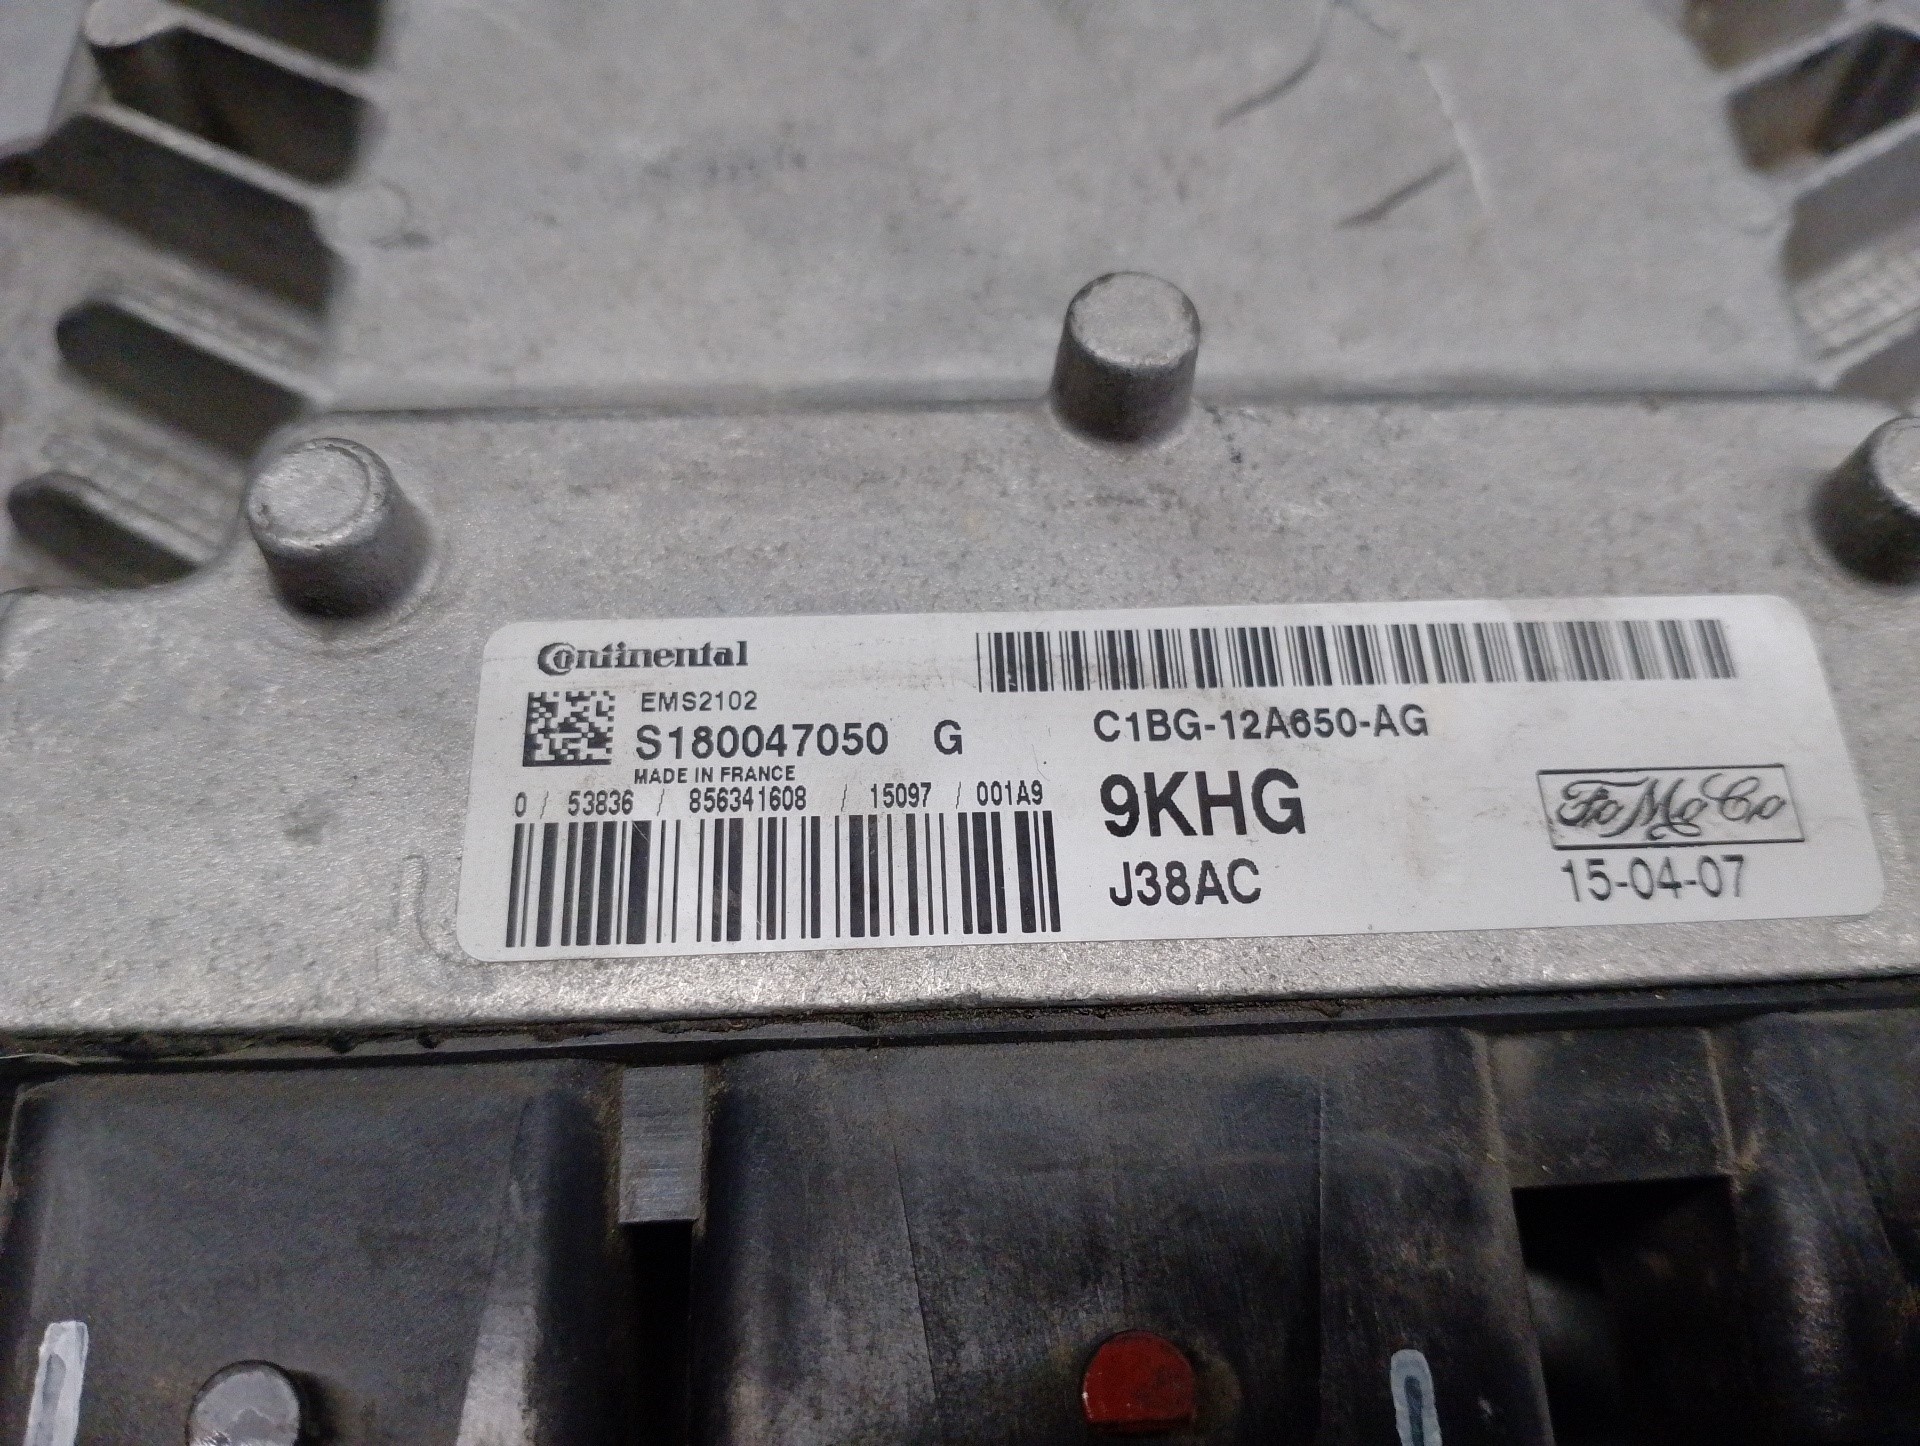 Continental
EMS2102
S180047050 G
MADE IN FRANCE
0 / 53836 / 856341608 / 15097 / 001A9
C1BG-12A650-AG
9KHG
J38AC
FoMoCo
15-04-07